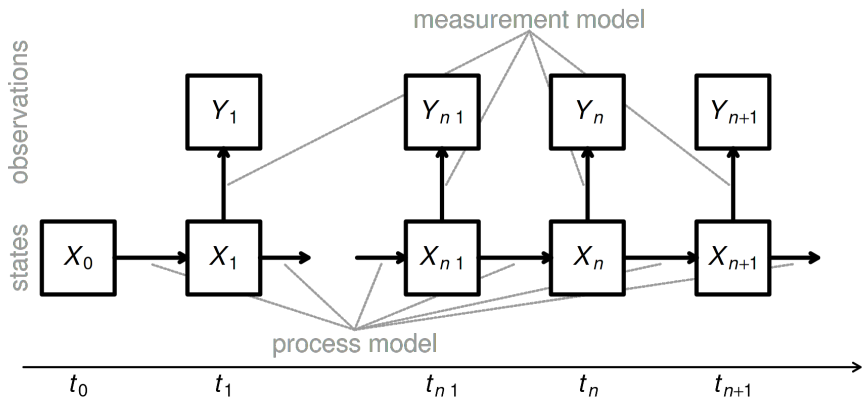 measurement model
observations
Y1 Yn 1 Yn Yn+1
states
X0 X1 Xn 1 Xn Xn+1
process model
t0 t1 tn 1 tn tn+1